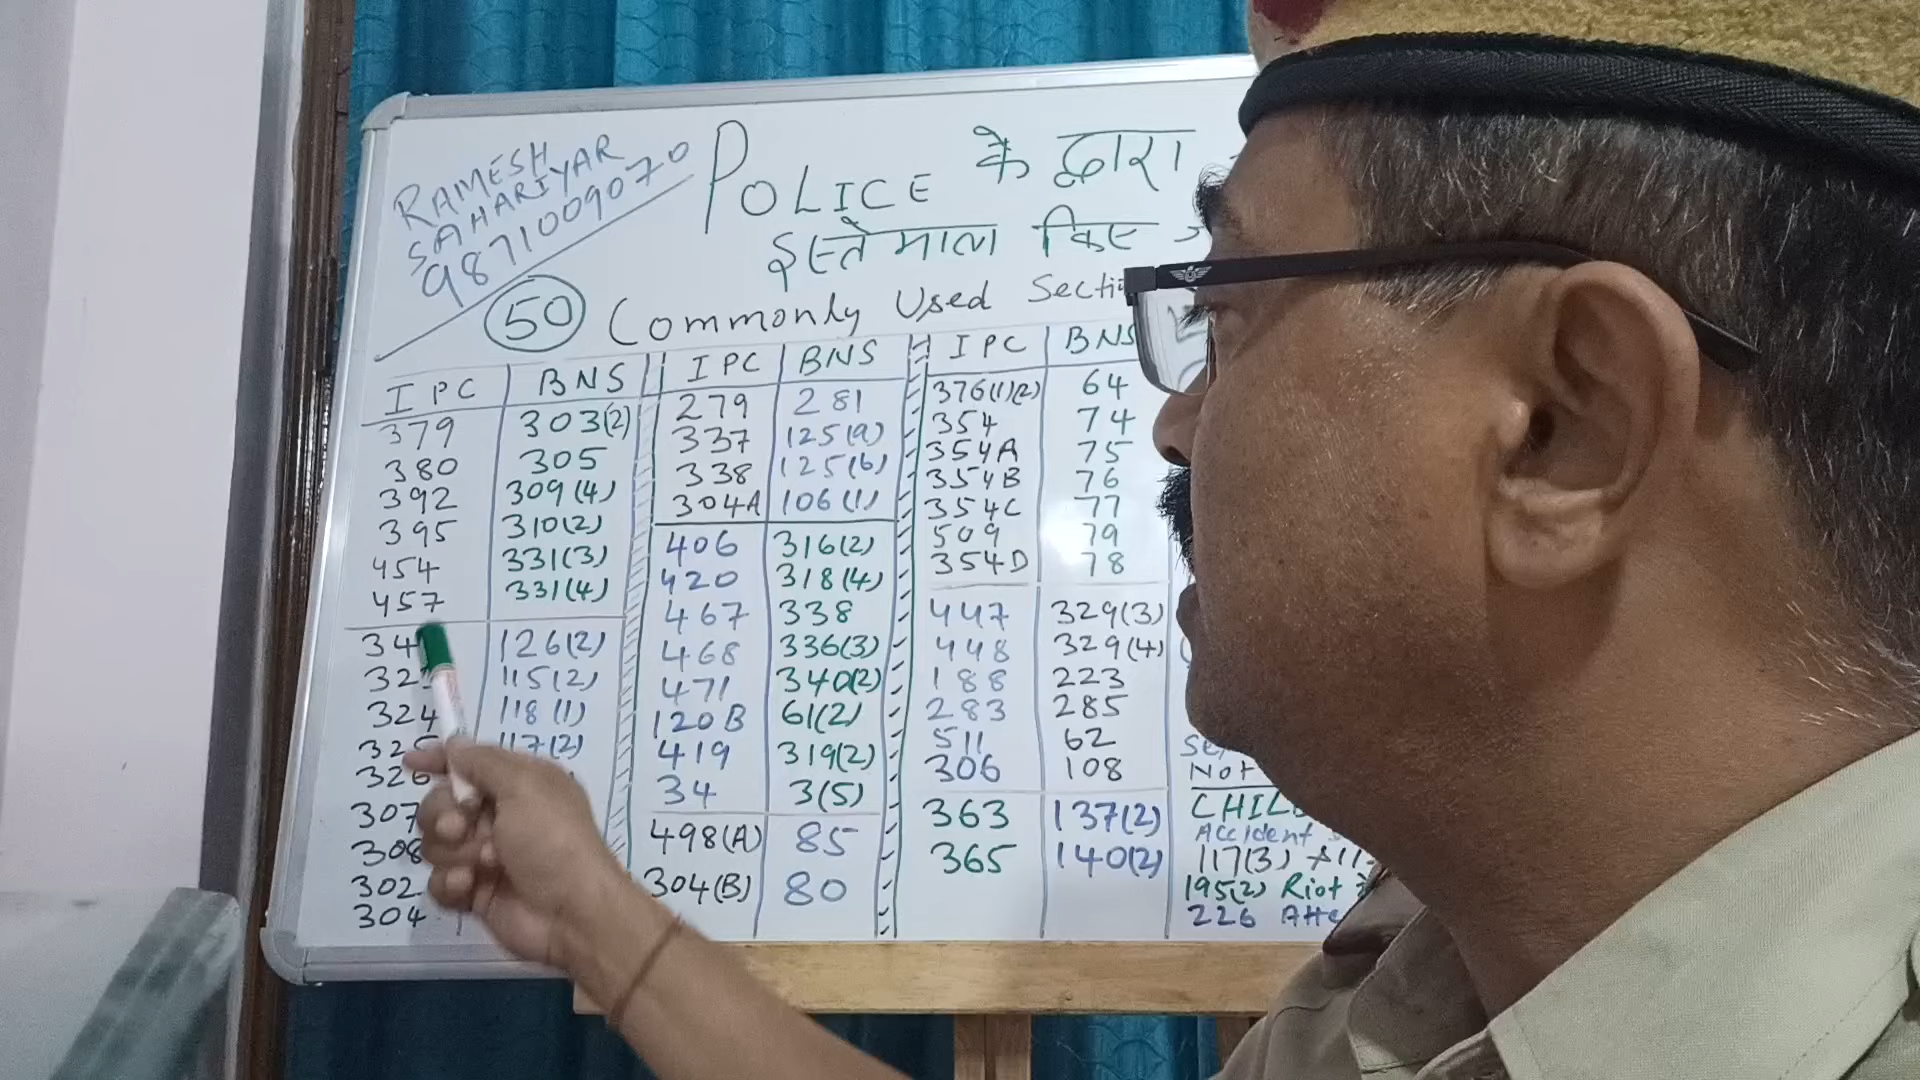 RAMESH
SAHARIYAR
9871009070
POLICE के द्वारा
इस्तेमाल किए
50 Commonly Used Secti
IPC BNS IPC BNS IPC BNS
379 303(2) 279 281 376(1)(2) 64
380 305 337 125(a) 354 74
392 309(4) 338 125(b) 354A 75
395 310(2) 304A 106(1) 354B 76
454 331(3) 406 316(2) 354C 77
457 331(4) 420 318(4) 509 79
126(2) 467 338 354D 78
115(2) 468 336(3) 447 329(3)
324 118(1) 471 340(2) 448 329(4)
325 117(2) 120B 61(2) 188 223
326 419 319(2) 283 285
307 34 3(5) 511 62
308 498(A) 85 306 108 Not
302 304(B) 80 363 137(2) CHIL
304 365 140(2) Accident
117(3)
195(2) Riot
226 Atte